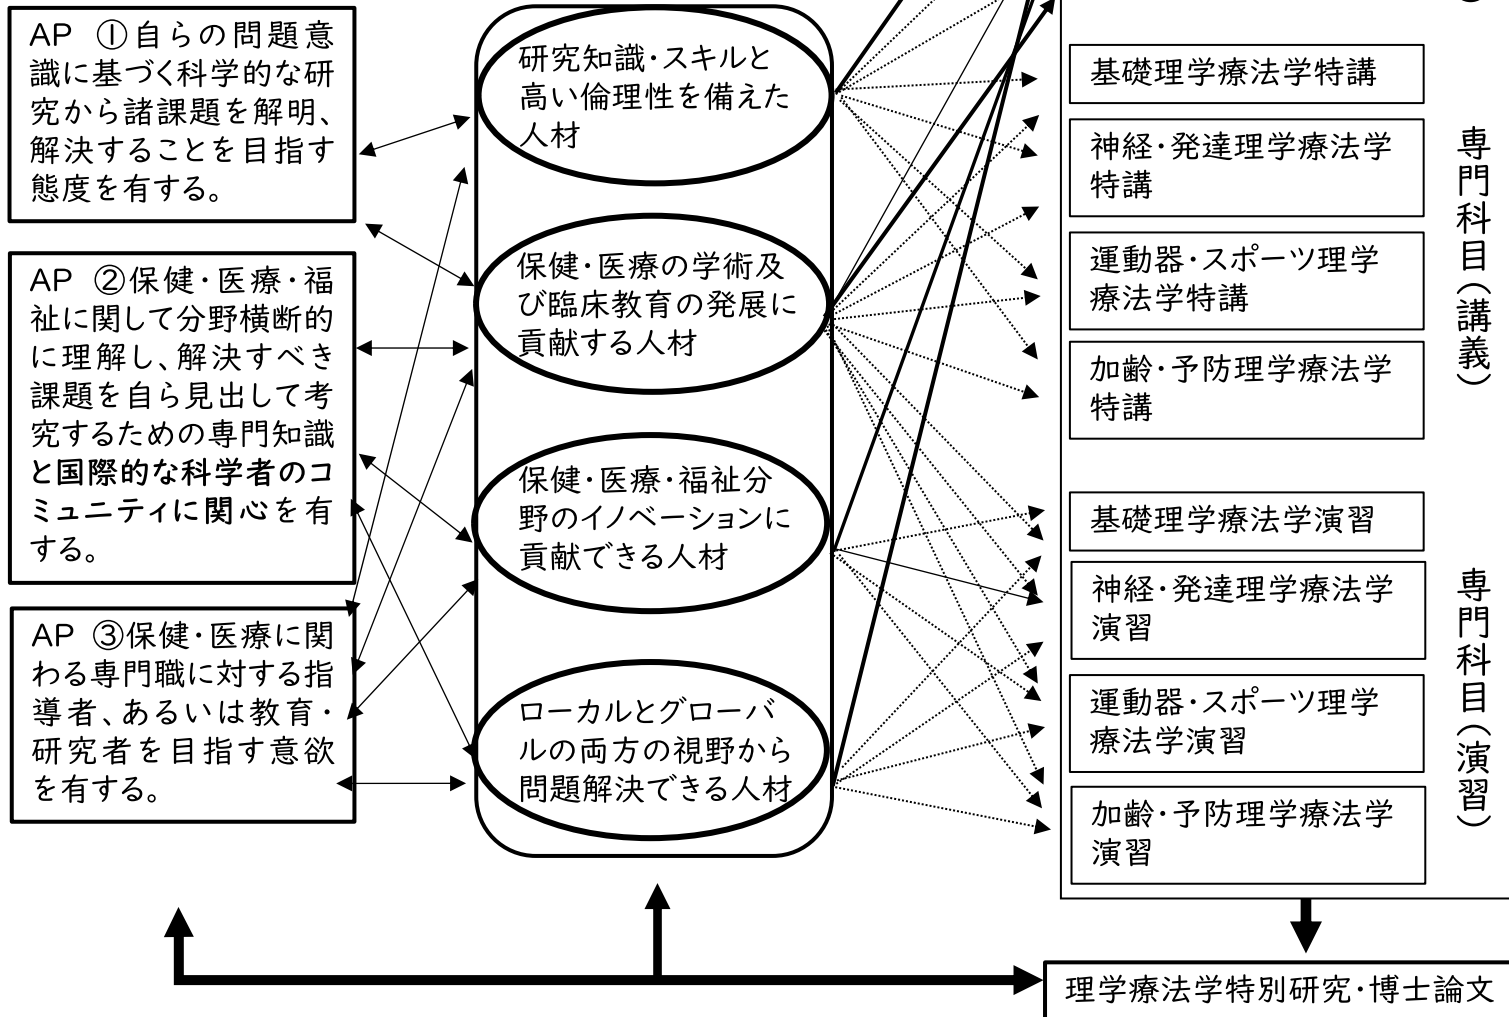 AP ①自らの問題意
識に基づく科学的な研
究から諸課題を解明、
解決することを目指す
態度を有する。
AP ②保健・医療・福
祉に関して分野横断的
に理解し、解決すべき
課題を自ら見出して考
究するための専門知識
と国際的な科学者のコ
ミュニティに関心を有
する。
AP ③保健・医療に関
わる専門職に対する指
導者、あるいは教育・
研究者を目指す意欲
を有する。
研究知識・スキルと
高い倫理性を備えた
人材
保健・医療の学術及
び臨床教育の発展に
貢献する人材
保健・医療・福祉分
野のイノベーションに
貢献できる人材
ローカルとグローバ
ルの両方の視野から
問題解決できる人材
基礎理学療法学特講
神経・発達理学療法学
特講
運動器・スポーツ理学
療法学特講
加齢・予防理学療法学
特講
専門科目(講義)
基礎理学療法学演習
神経・発達理学療法学
演習
運動器・スポーツ理学
療法学演習
加齢・予防理学療法学
演習
専門科目(演習)
理学療法学特別研究・博士論文